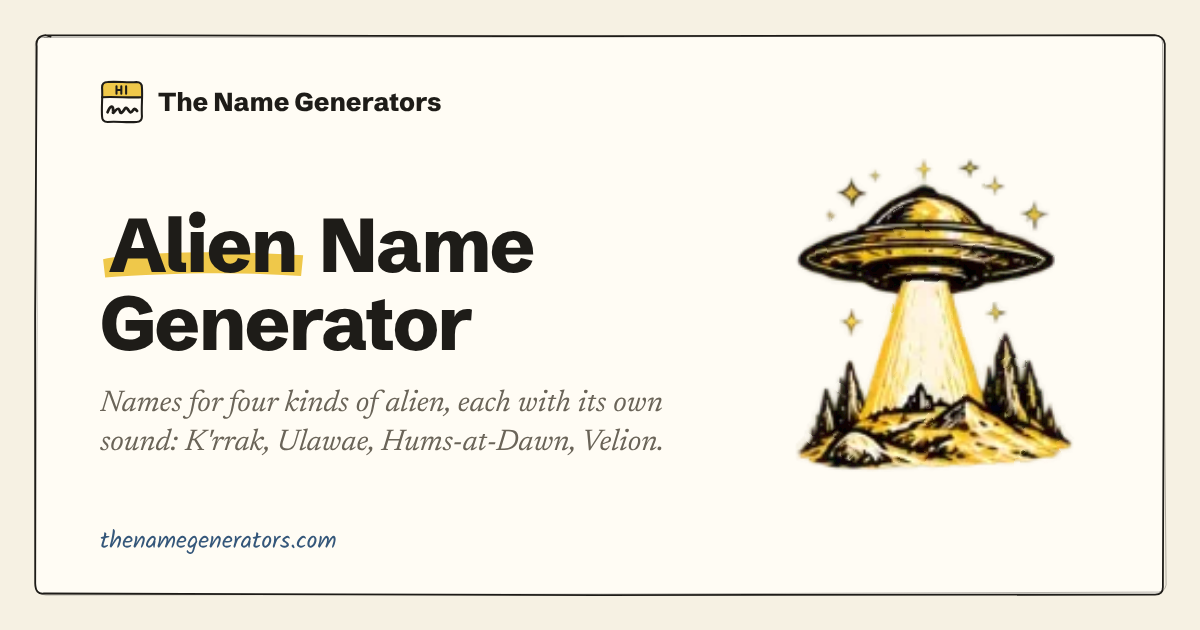 HI
The Name Generators
Alien Name
Generator
Names for four kinds of alien, each with its own
sound: K'rrak, Ulawae, Hums-at-Dawn, Velion.
thenamegenerators.com